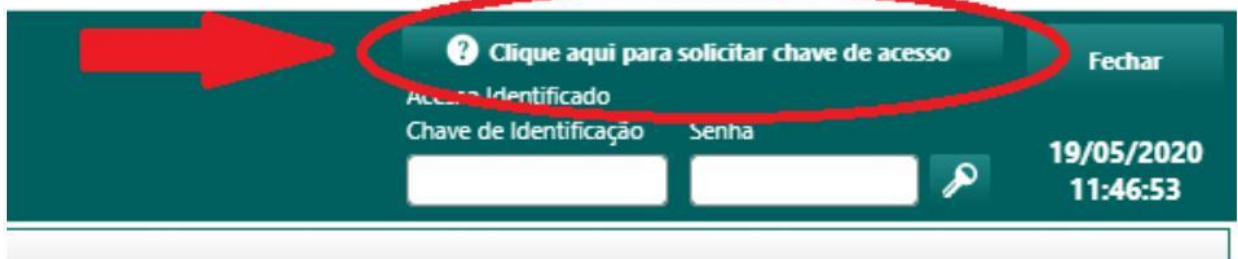 Clique aqui para solicitar chave de acesso
Fechar
Acesso Identificado
Chave de Identificação
Senha
19/05/2020
11:46:53